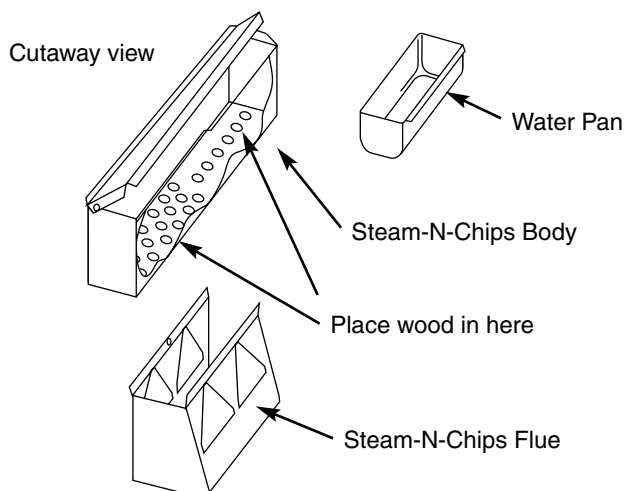 Cutaway view
Water Pan
Steam-N-Chips Body
Place wood in here
Steam-N-Chips Flue